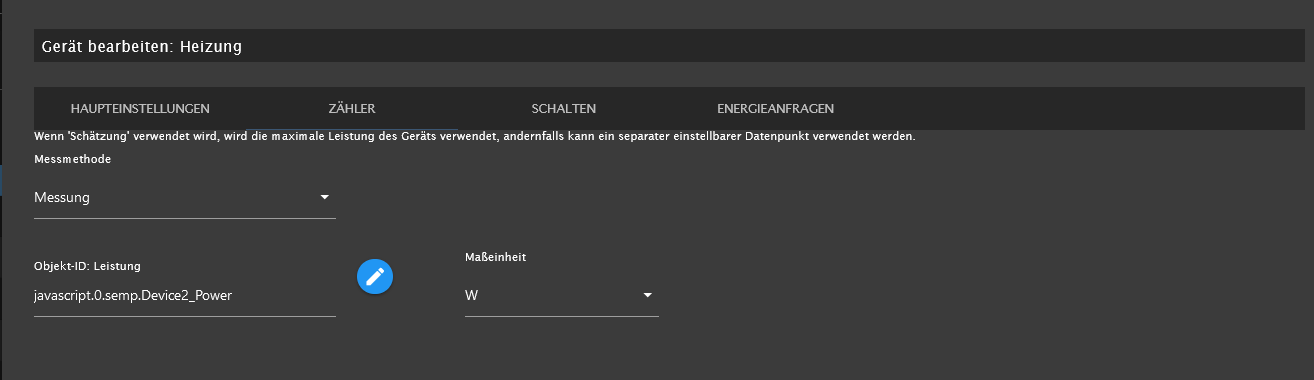 Gerät bearbeiten: Heizung
HAUPTEINSTELLUNGEN ZÄHLER SCHALTEN ENERGIEANFRAGEN
Wenn 'Schätzung' verwendet wird, wird die maximale Leistung des Geräts verwendet, andernfalls kann ein separater einstellbarer Datenpunkt verwendet werden.
Messmethode
Messung
Maßeinheit
Objekt-ID: Leistung
javascript.0.semp.Device2_Power W